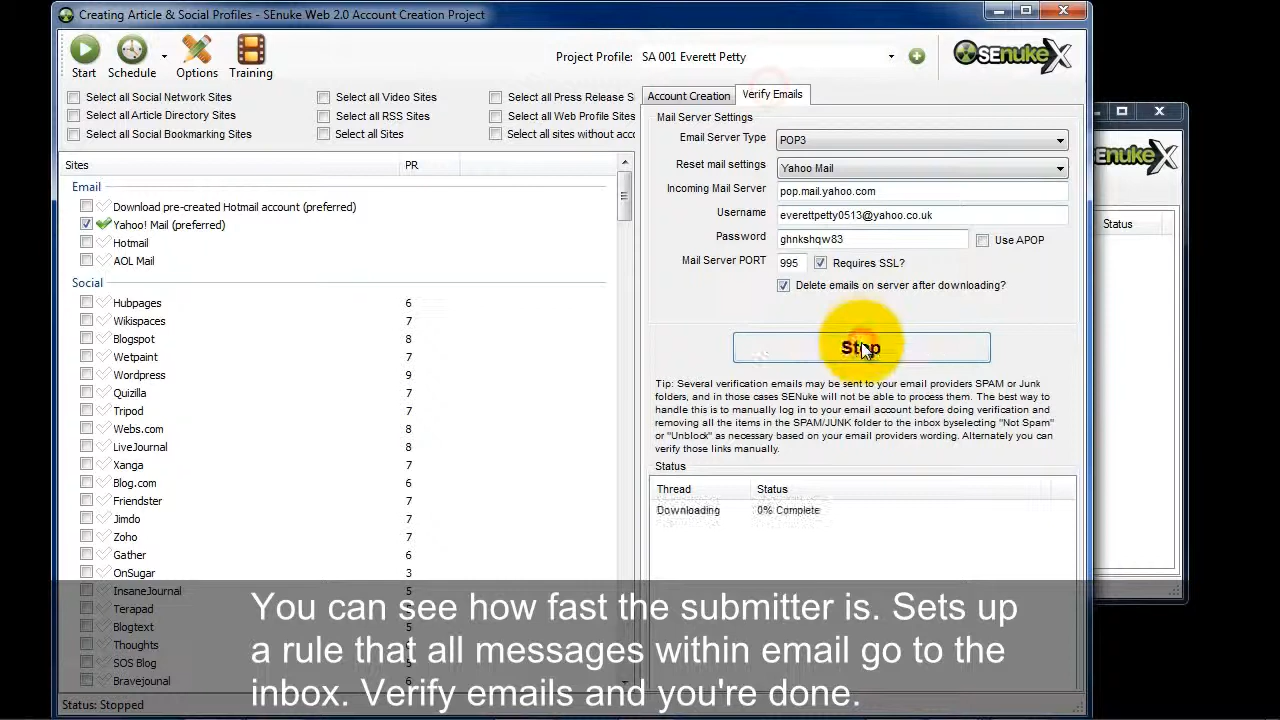 Creating Article & Social Profiles - SEnuke Web 2.0 Account Creation Project
Start
Schedule
Options
Training
Project Profile: SA 001 Everett Petty
SEnukeX
Select all Social Network Sites
Select all Video Sites
Select all Press Release S
Select all Article Directory Sites
Select all RSS Sites
Select all Web Profile Sites
Select all Social Bookmarking Sites
Select all Sites
Select all sites without acco
Sites
PR
Email
Download pre-created Hotmail account (preferred)
Yahoo! Mail (preferred)
Hotmail
AOL Mail
Social
Hubpages 6
Wikispaces 7
Blogspot 8
Wetpaint 7
Wordpress 9
Quizilla 7
Tripod 7
Webs.com 8
LiveJournal 8
Xanga 7
Blog.com 6
Friendster 7
Jimdo 7
Zoho 7
Gather 6
OnSugar 3
InsaneJournal 5
Terapad
Blogtext
Thoughts
SOS Blog
Bravejounal
Status: Stopped
Account Creation
Verify Emails
Mail Server Settings
Email Server Type POP3
Reset mail settings Yahoo Mail
Incoming Mail Server pop.mail.yahoo.com
Username everettpetty0513@yahoo.co.uk
Password ghnkshqw83 Use APOP
Mail Server PORT 995 Requires SSL?
Delete emails on server after downloading?
Stop
Tip: Several verification emails may be sent to your email providers SPAM or Junk
folders, and in those cases SENuke will not be able to process them. The best way to
handle this is to manually log in to your email account before doing verification and
removing all the items in the SPAM/JUNK folder to the inbox byselecting "Not Spam"
or "Unblock" as necessary based on your email providers wording. Alternately you can
verify those links manually.
Status
Thread Status
Downloading 0% Complete
enukeX
Status
You can see how fast the submitter is. Sets up
a rule that all messages within email go to the
inbox. Verify emails and you're done.